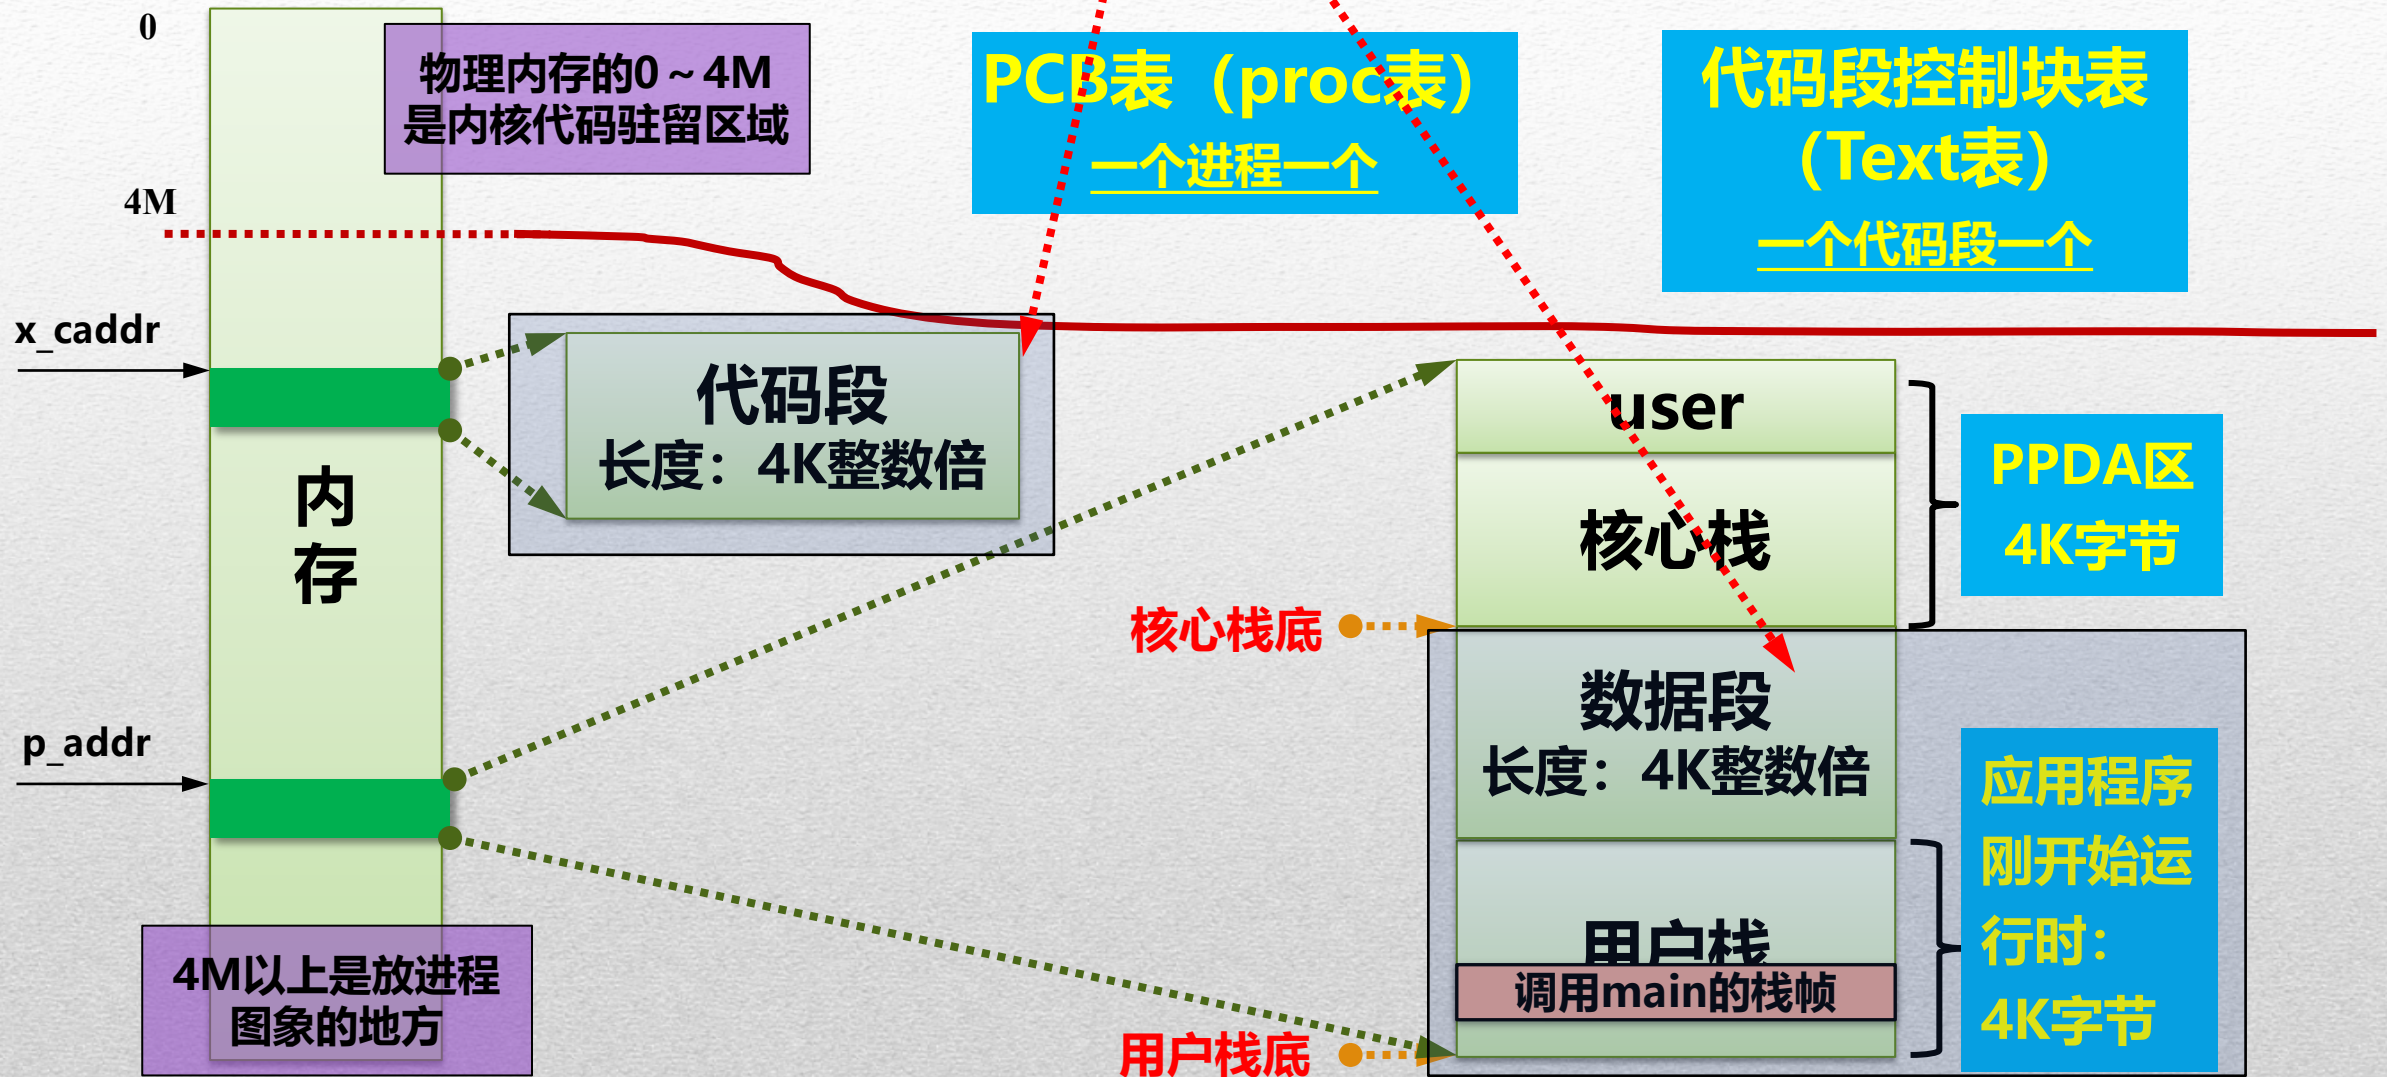 0
物理内存的0～4M
是内核代码驻留区域
PCB表（proc表）
一个进程一个
代码段控制块表
（Text表）
一个代码段一个
4M
x_caddr
代码段
长度：4K整数倍
内
存
user
核心栈
PPDA区
4K字节
核心栈底
数据段
长度：4K整数倍
p_addr
应用程序
刚开始运
行时：
4K字节
用户栈
调用main的栈帧
4M以上是放进程
图象的地方
用户栈底